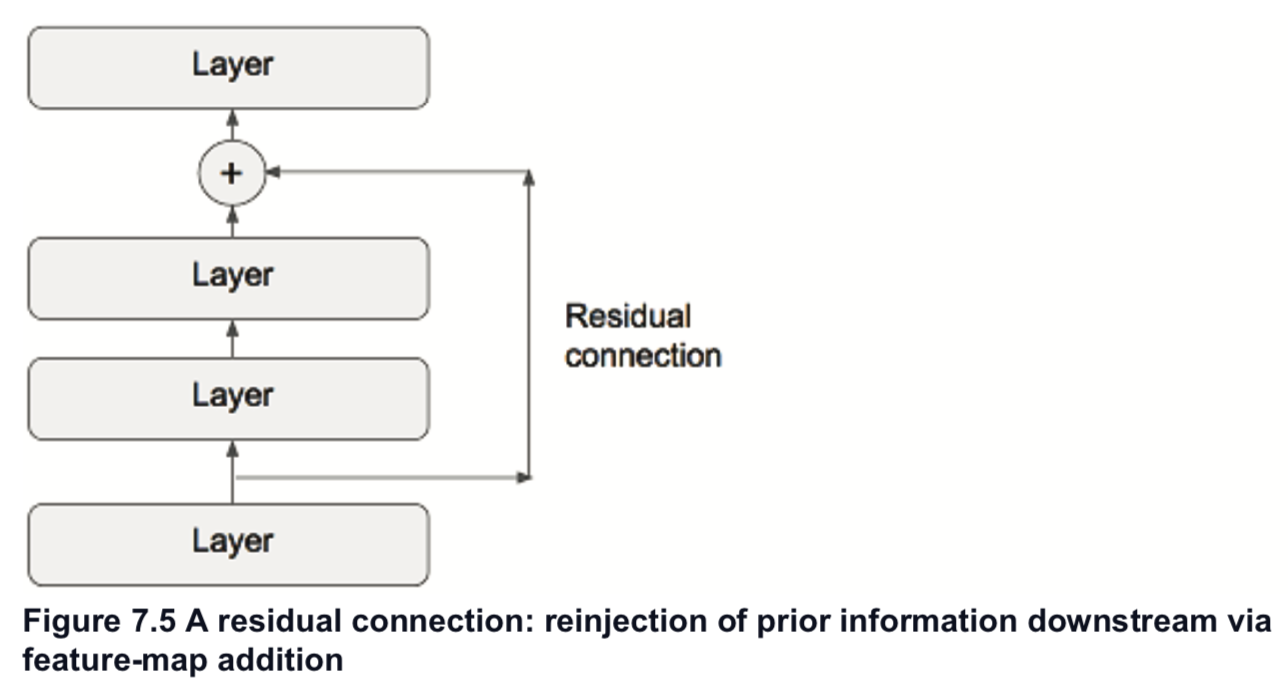 Layer
+
Layer
Residual
connection
Layer
Layer
Figure 7.5 A residual connection: reinjection of prior information downstream via
feature-map addition